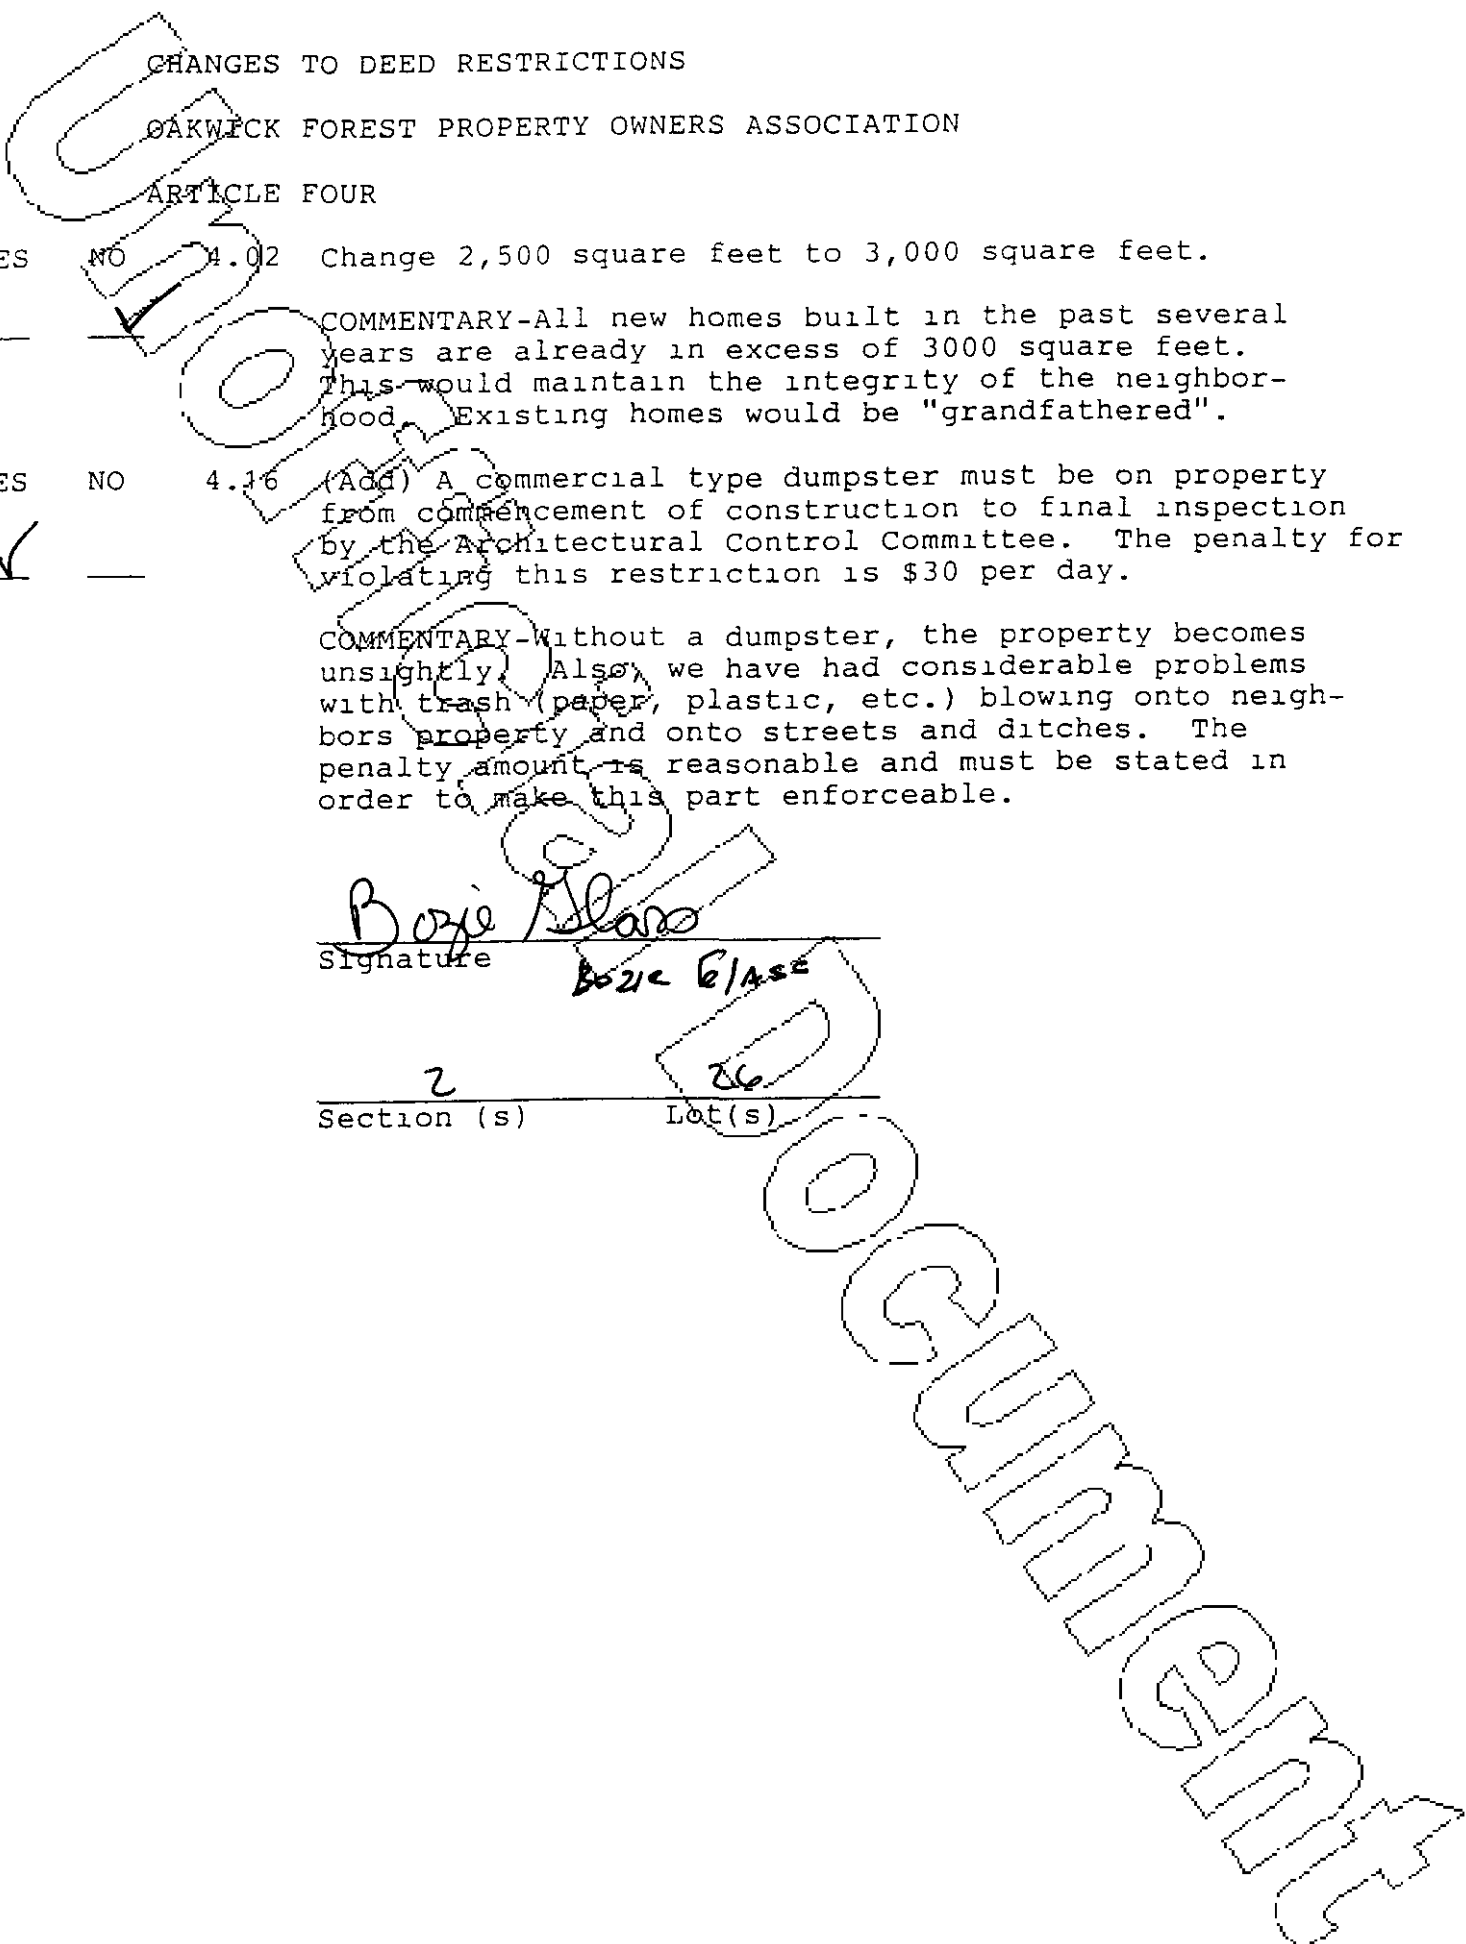 CHANGES TO DEED RESTRICTIONS
OAKWICK FOREST PROPERTY OWNERS ASSOCIATION
ARTICLE FOUR
ES NO 4.02 Change 2,500 square feet to 3,000 square feet.
COMMENTARY-All new homes built in the past several
years are already in excess of 3000 square feet.
This would maintain the integrity of the neighbor-
hood. Existing homes would be "grandfathered".
ES NO 4.16 (Add) A commercial type dumpster must be on property
from commencement of construction to final inspection
by the Architectural Control Committee. The penalty for
violating this restriction is $30 per day.
COMMENTARY-Without a dumpster, the property becomes
unsightly. Also, we have had considerable problems
with trash (paper, plastic, etc.) blowing onto neigh-
bors property and onto streets and ditches. The
penalty amount is reasonable and must be stated in
order to make this part enforceable.
Bozie
Signature
Bozie
2 26
Section (s) Lot(s)
Unofficial Document